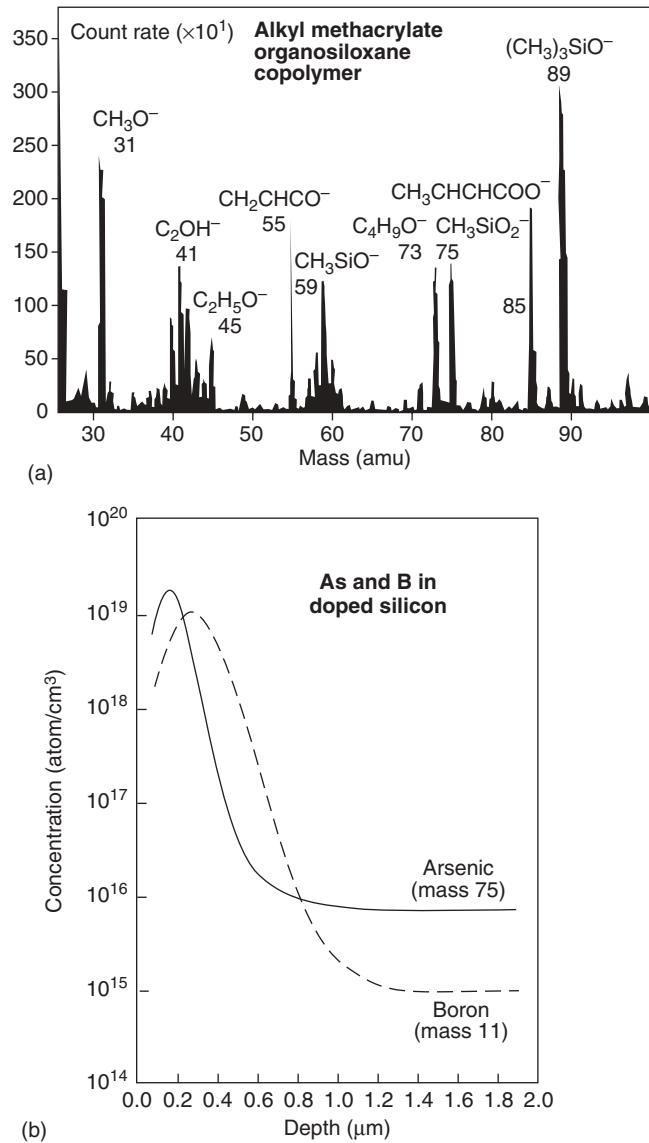 Count rate (×10¹)
Alkyl methacrylate
organosiloxane
copolymer
(CH₃)₃SiO⁻
89
CH₃O⁻
31
CH₂CHCO⁻
55
CH₃CHCHCOO⁻
85
C₂OH⁻
41
C₄H₉O⁻
73
CH₃SiO₂⁻
75
CH₃SiO⁻
59
C₂H₅O⁻
45
350
300
250
200
150
100
50
0
30 40 50 60 70 80 90
Mass (amu)
(a)
10²⁰
10¹⁹
10¹⁸
10¹⁷
10¹⁶
10¹⁵
10¹⁴
Concentration (atom/cm³)
As and B in
doped silicon
Arsenic
(mass 75)
Boron
(mass 11)
0.0 0.2 0.4 0.6 0.8 1.0 1.2 1.4 1.6 1.8 2.0
Depth (μm)
(b)